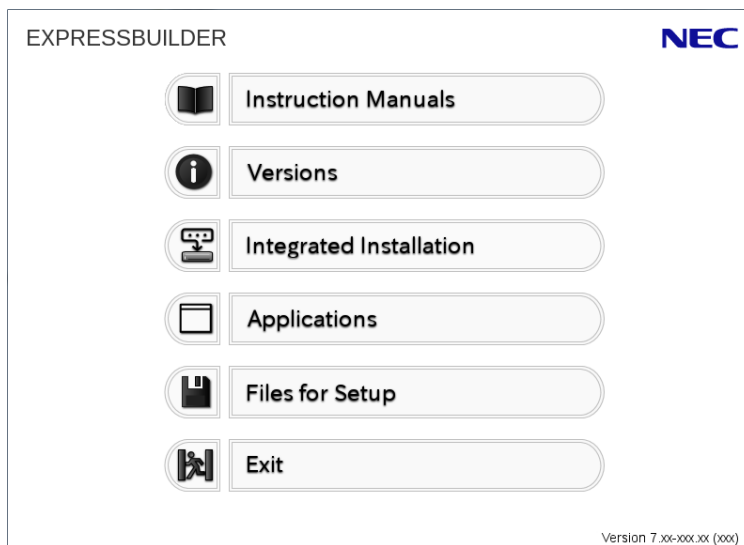 EXPRESSBUILDER
NEC
Instruction Manuals
Versions
Integrated Installation
Applications
Files for Setup
Exit
Version 7.xx-xxx.xx (xxx)